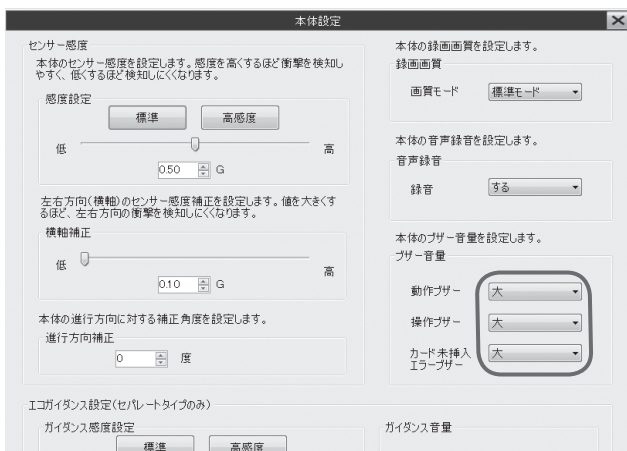 本体設定
センサー感度
本体のセンサー感度を設定します。感度を高くするほど衝撃を検知し
やすく、低くするほど検知しにくくなります。
感度設定
標準
高感度
低
高
0.50 G
左右方向(横軸)のセンサー感度補正を設定します。値を大きくす
るほど、左右方向の衝撃を検知しにくくなります。
横軸補正
低
高
0.10 G
本体の進行方向に対する補正角度を設定します。
進行方向補正
0 度
本体の録画画質を設定します。
録画画質
画質モード 標準モード
本体の音声録音を設定します。
音声録音
録音 する
本体のブザー音量を設定します。
ブザー音量
動作ブザー 大
操作ブザー 大
カード未挿入
エラーブザー 大
エコガイダンス設定(セパレートタイプのみ)
ガイダンス感度設定
標準
高感度
ガイダンス音量